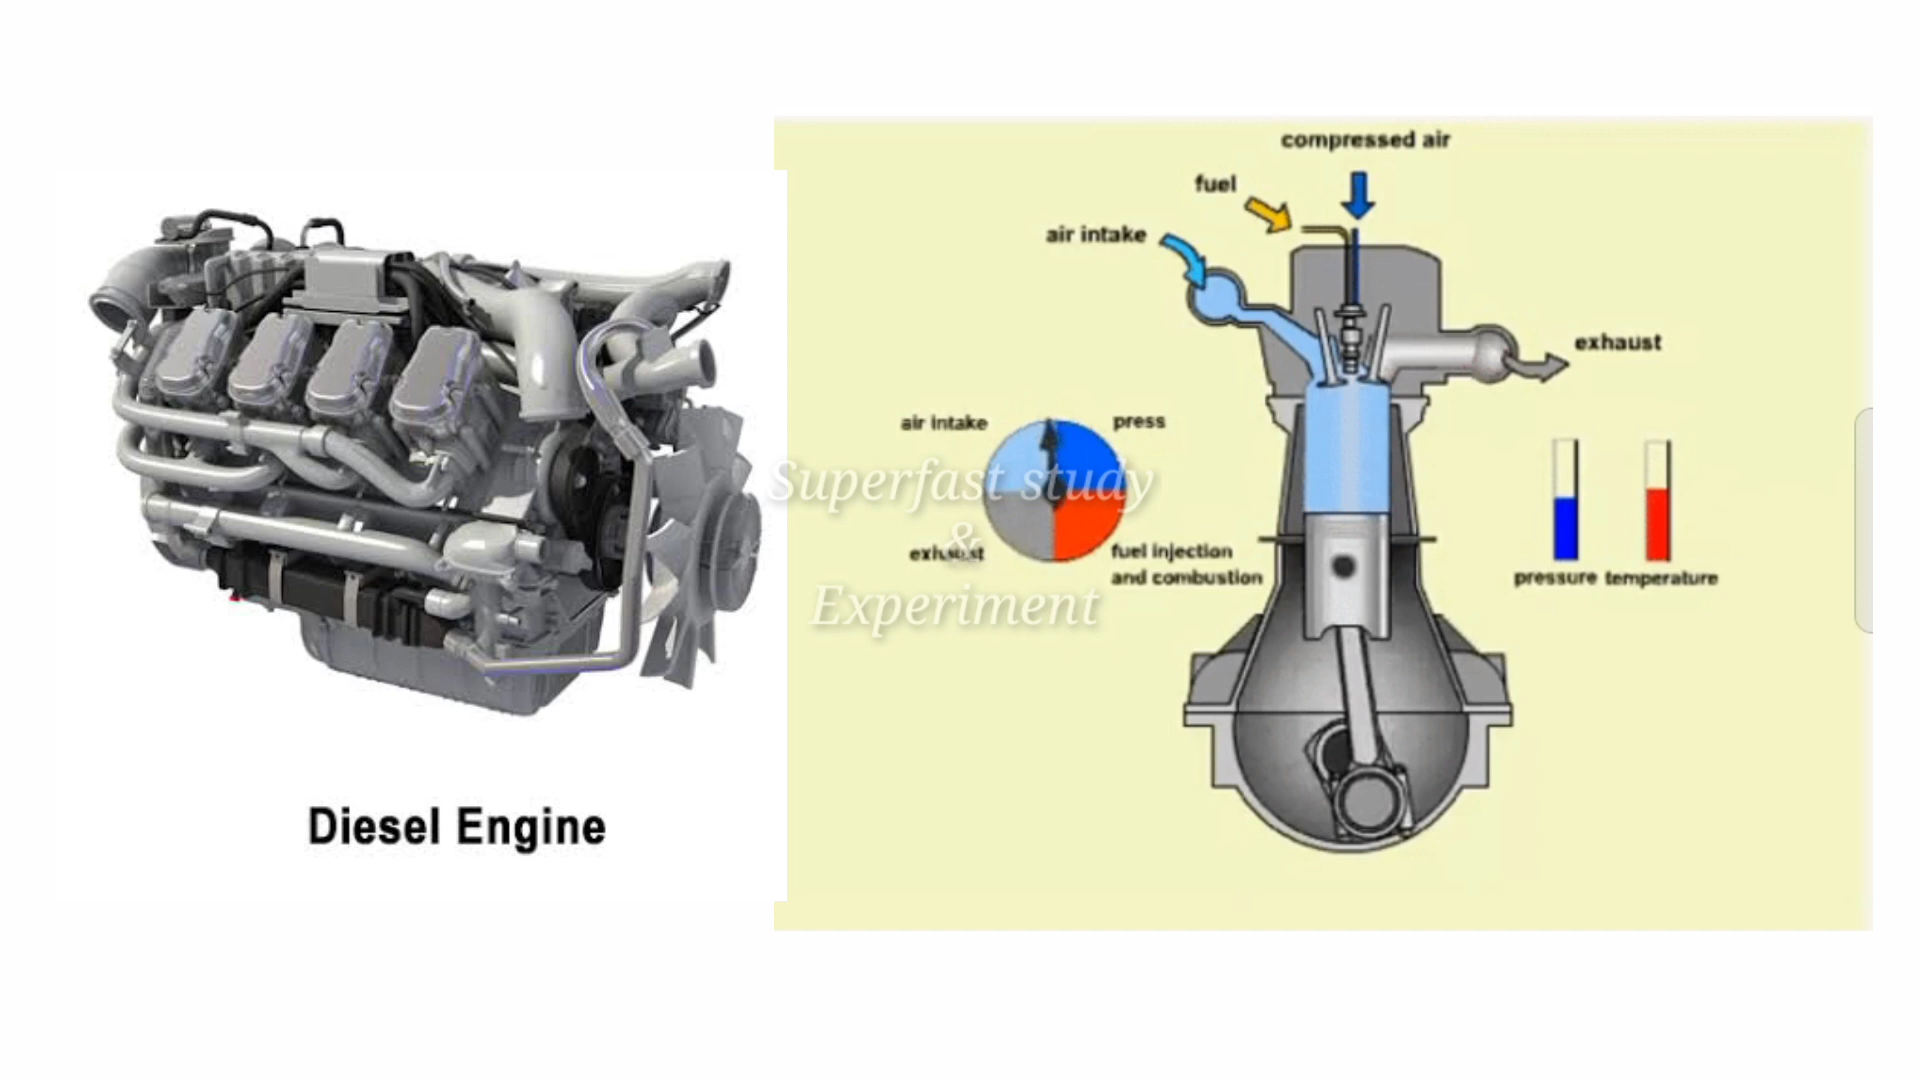 compressed air
fuel
air intake
exhaust
air intake
press
exhaust
fuel injection
and combustion
pressure
temperature
Superfast study
&
Experiment
Diesel Engine